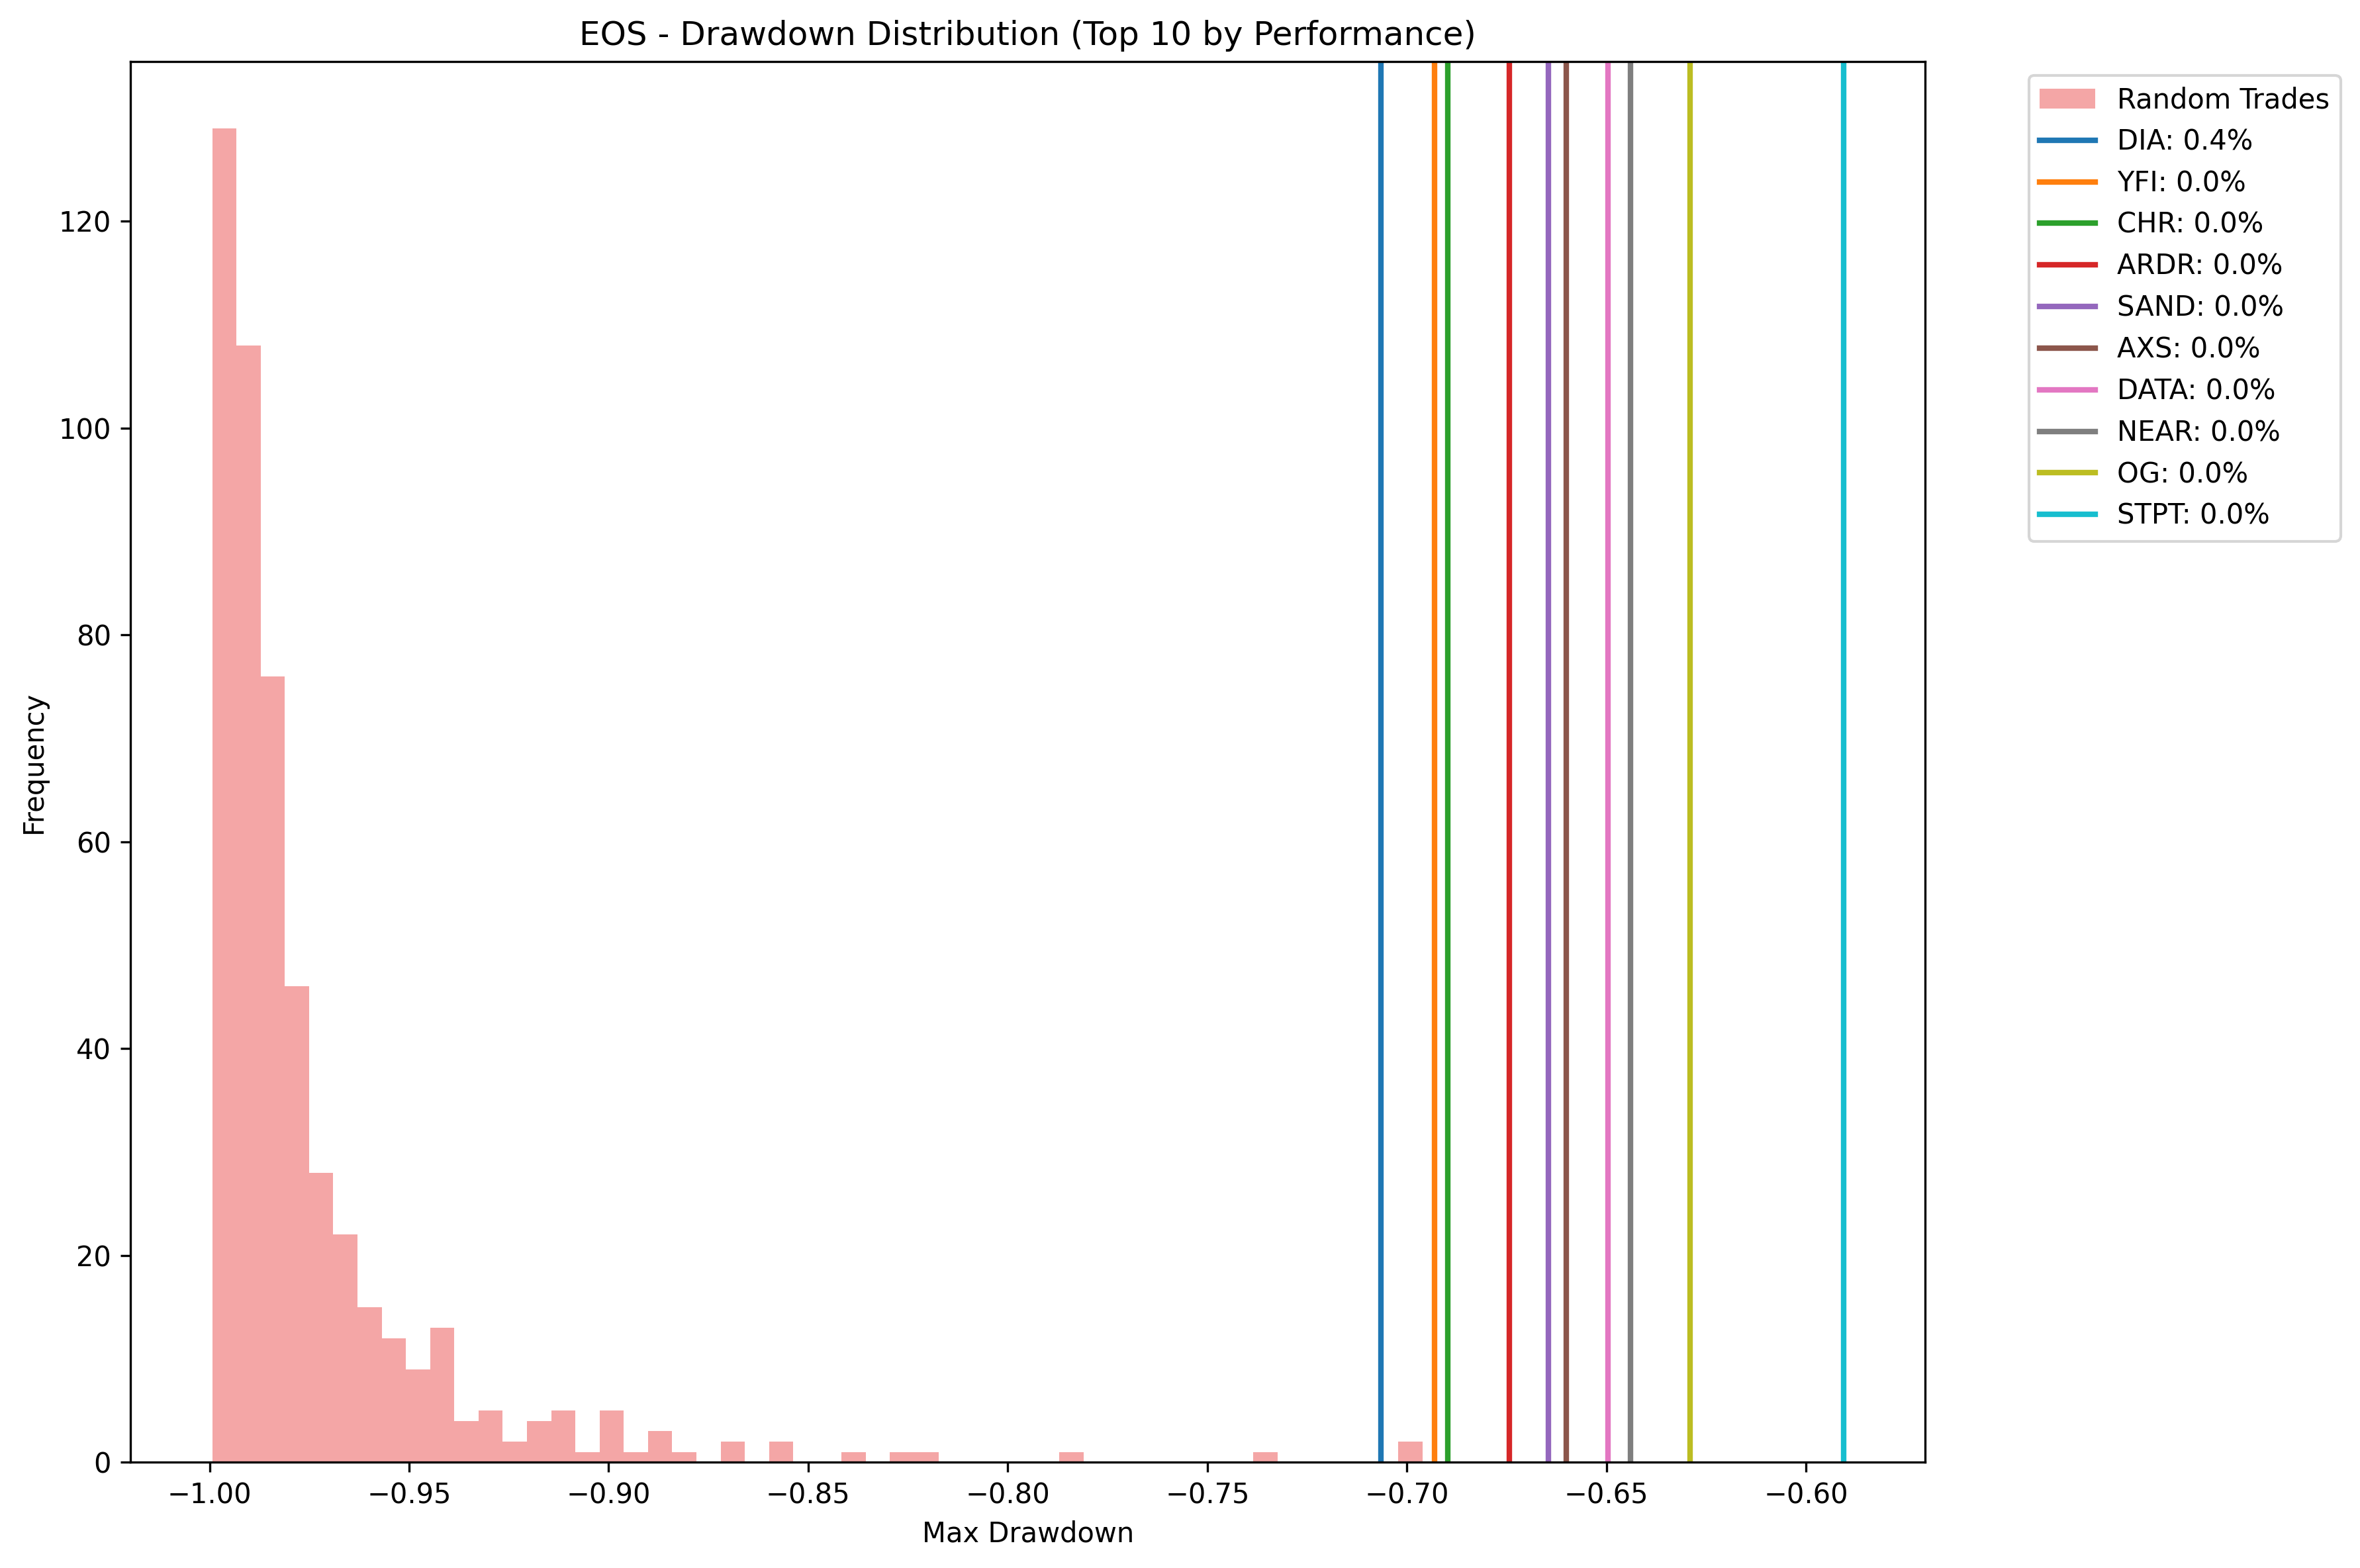 EOS - Drawdown Distribution (Top 10 by Performance)
Random Trades
DIA: 0.4%
YFI: 0.0%
CHR: 0.0%
ARDR: 0.0%
SAND: 0.0%
AXS: 0.0%
DATA: 0.0%
NEAR: 0.0%
OG: 0.0%
STPT: 0.0%
Frequency
120
100
80
60
40
20
0
−1.00 −0.95 −0.90 −0.85 −0.80 −0.75 −0.70 −0.65 −0.60
Max Drawdown